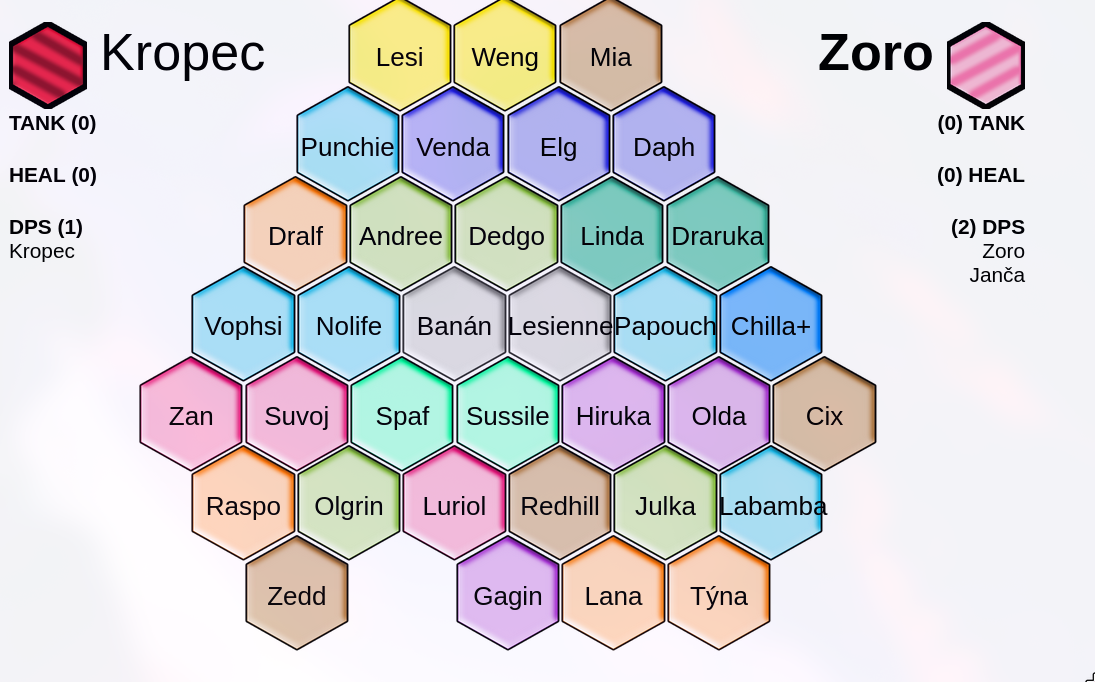 Kropec
TANK (0)
HEAL (0)
DPS (1)
Kropec
Zoro
(0) TANK
(0) HEAL
(2) DPS
Zoro
Janča
Lesi Weng Mia
Punchie Venda Elg Daph
Dralf Andree Dedgo Linda Draruka
Vophsi Nolife Banán Lesienne Papouch Chilla+
Zan Suvoj Spaf Sussile Hiruka Olda Cix
Raspo Olgrin Luriol Redhill Julka Labamba
Zedd Gagin Lana Týna